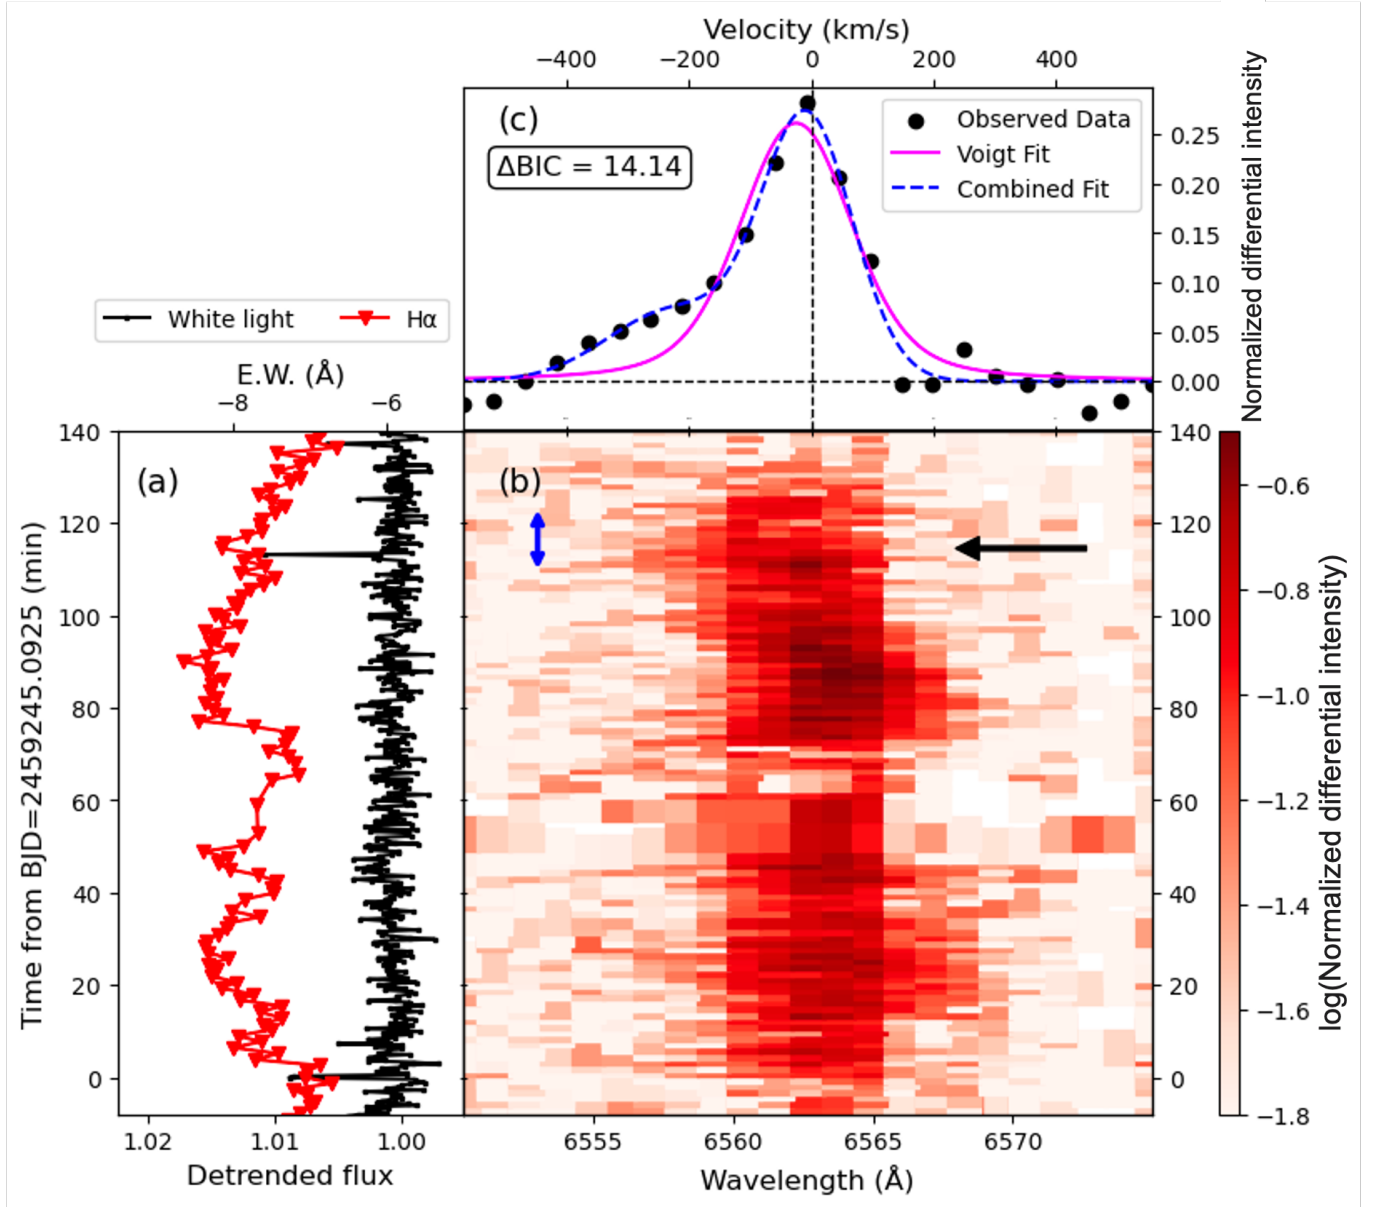 Velocity (km/s)
−400 −200 0 200 400
(c)
ΔBIC = 14.14
Observed Data
Voigt Fit
Combined Fit
0.25
0.20
0.15
0.10
0.05
0.00
Normalized differential intensity
White light Hα
E.W. (Å)
−8 −6
(a)
140
120
100
80
60
40
20
0
Time from BJD=2459245.0925 (min)
1.02 1.01 1.00
Detrended flux
(b)
140
120
100
80
60
40
20
0
6555 6560 6565 6570
Wavelength (Å)
−0.6
−0.8
−1.0
−1.2
−1.4
−1.6
−1.8
log(Normalized differential intensity)